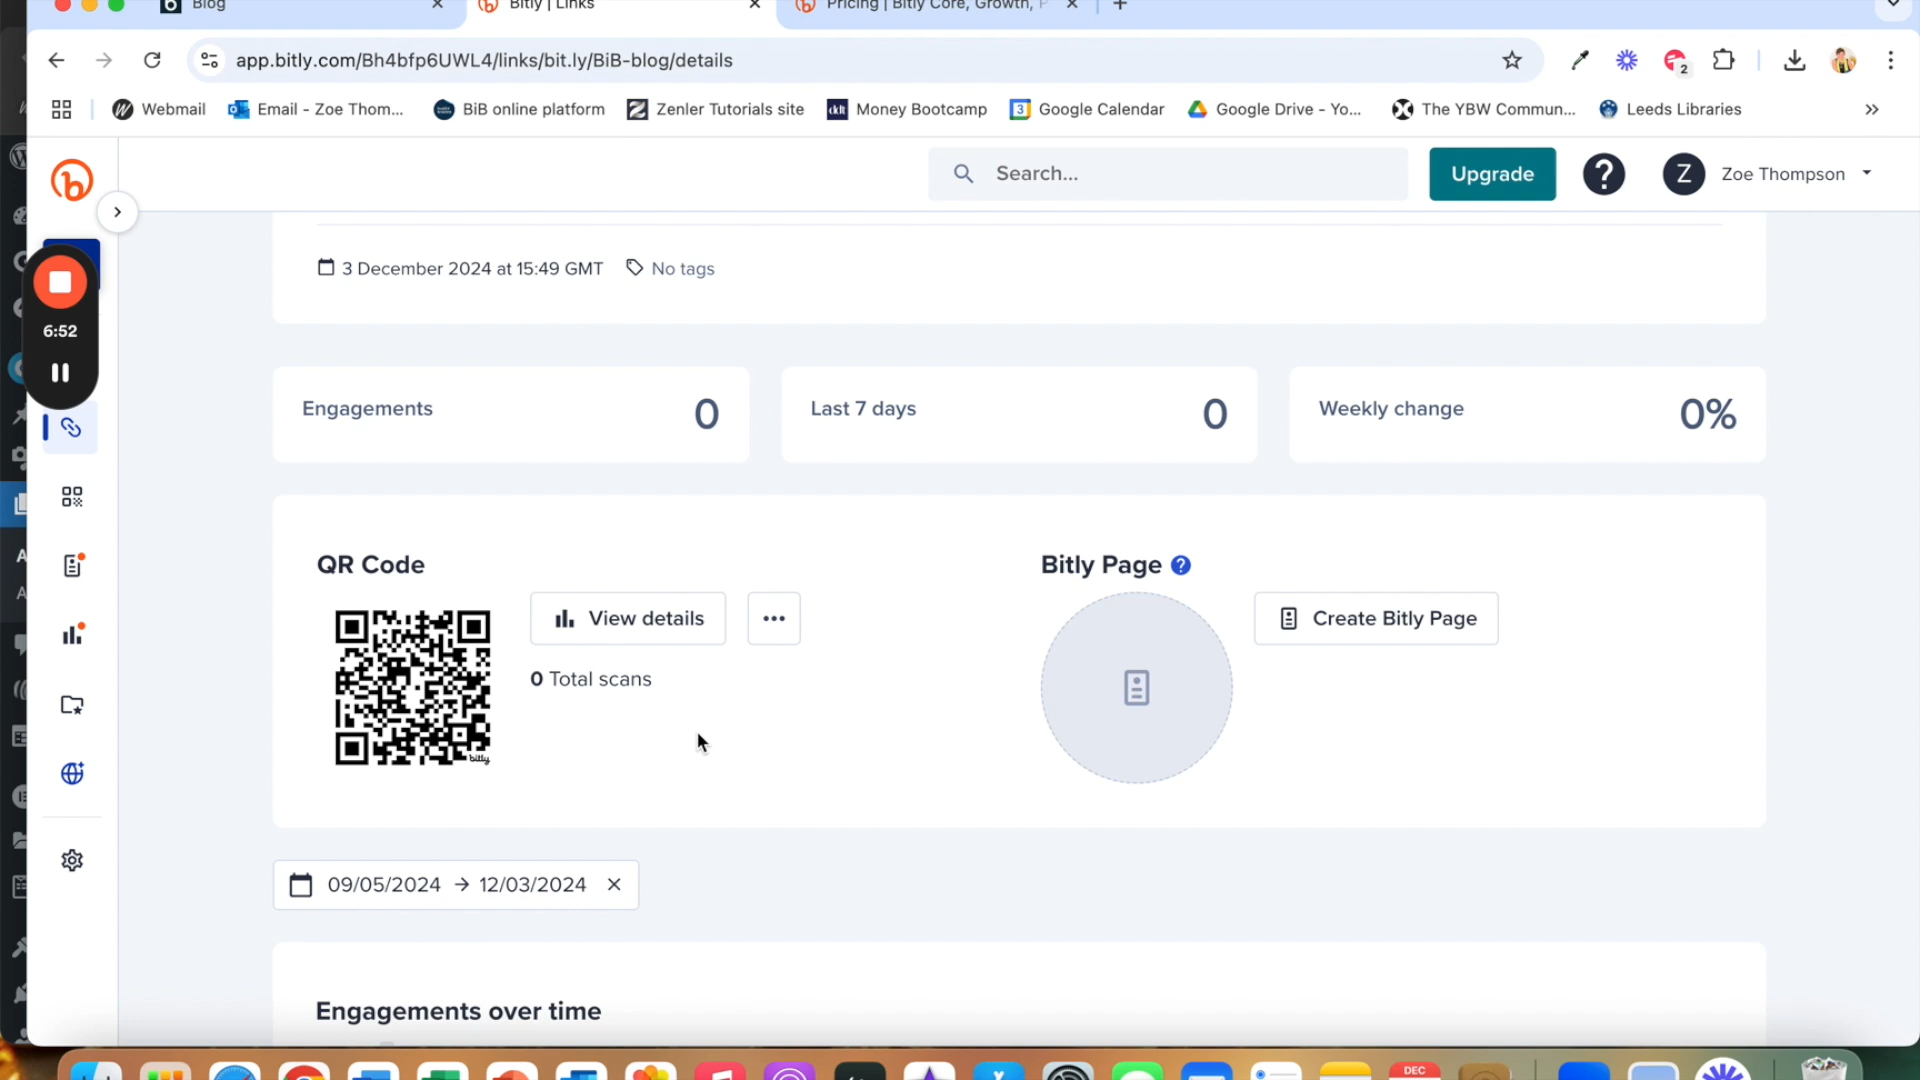 Blog
Bitly | Links
Pricing | Bitly Core, Growth, P
app.bitly.com/Bh4bfp6UWL4/links/bit.ly/BiB-blog/details
2
Webmail
Email - Zoe Thom...
BiB online platform
Zenler Tutorials site
Money Bootcamp
3 Google Calendar
Google Drive - Yo...
The YBW Commun...
Leeds Libraries
Search...
Upgrade
Z
Zoe Thompson
3 December 2024 at 15:49 GMT
No tags
6:52
Engagements
0
Last 7 days
0
Weekly change
0%
QR Code
Bitly Page
View details
Create Bitly Page
0 Total scans
bitly
09/05/2024 → 12/03/2024
Engagements over time
DEC